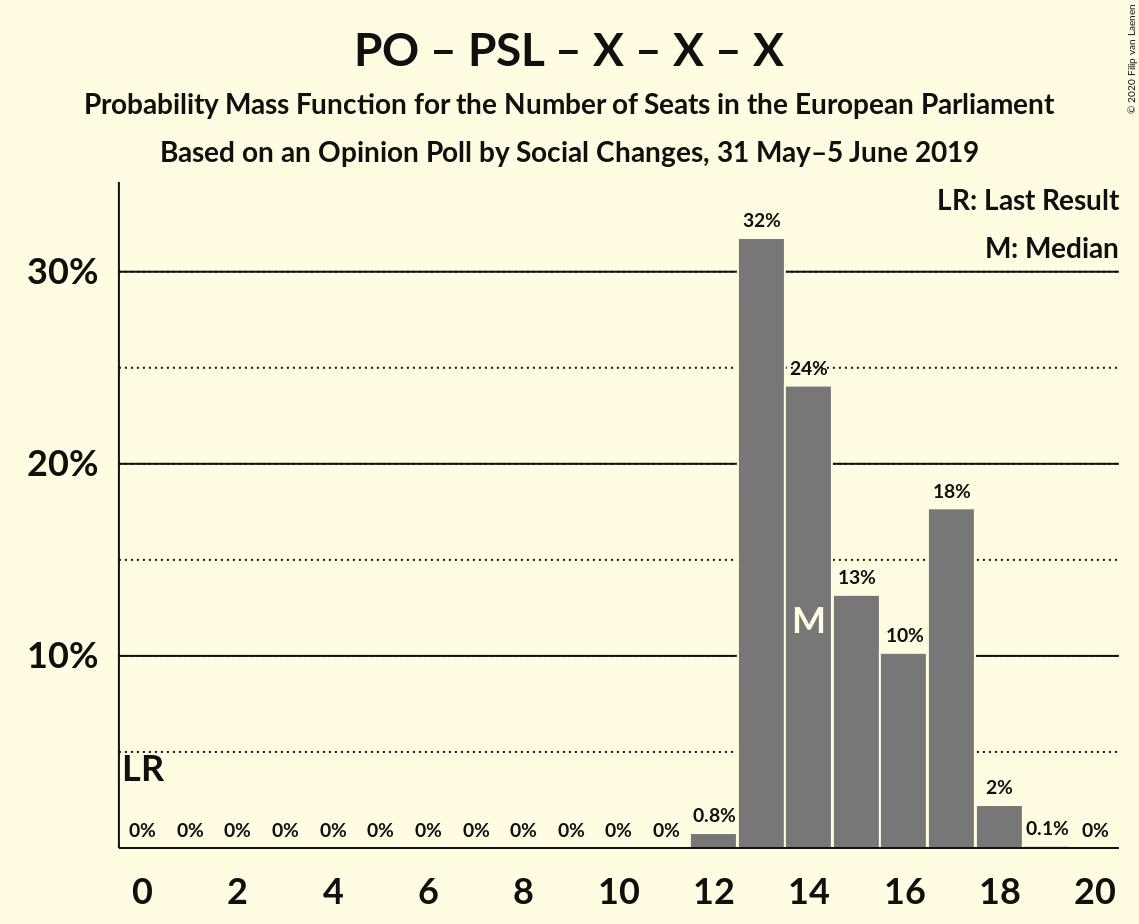 PO – PSL – X – X – X
Probability Mass Function for the Number of Seats in the European Parliament
Based on an Opinion Poll by Social Changes, 31 May–5 June 2019
© 2020 Filip van Laenen
LR: Last Result
M: Median
30%
20%
10%
32%
24%
18%
13%
10%
M
LR
0% 0% 0% 0% 0% 0% 0% 0% 0% 0% 0% 0% 0.8% 2% 0.1% 0%
0 2 4 6 8 10 12 14 16 18 20